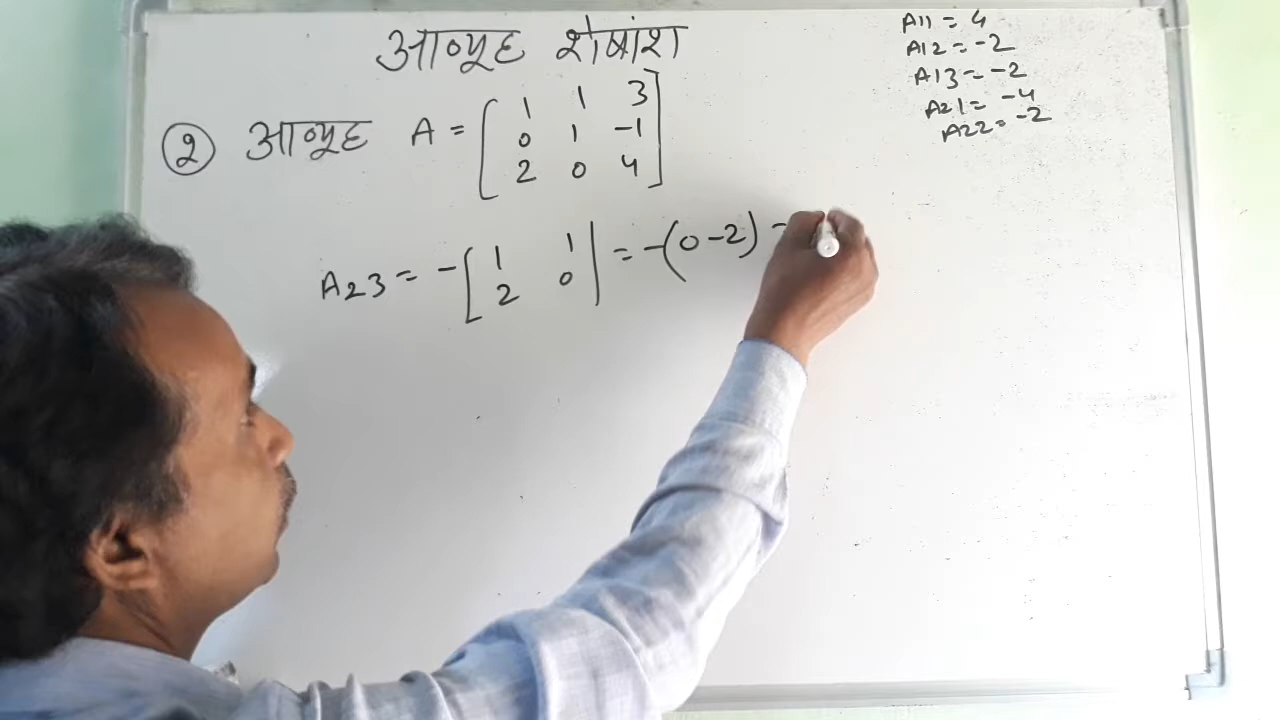 आव्यूह शेषांश
② आव्यूह A = [ 1 1 3
0 1 -1
2 0 4 ]
A23 = -[ 1 1
2 0 | = -(0-2) =
A11 = 4
A12 = -2
A13 = -2
A21 = -4
A22 = -2